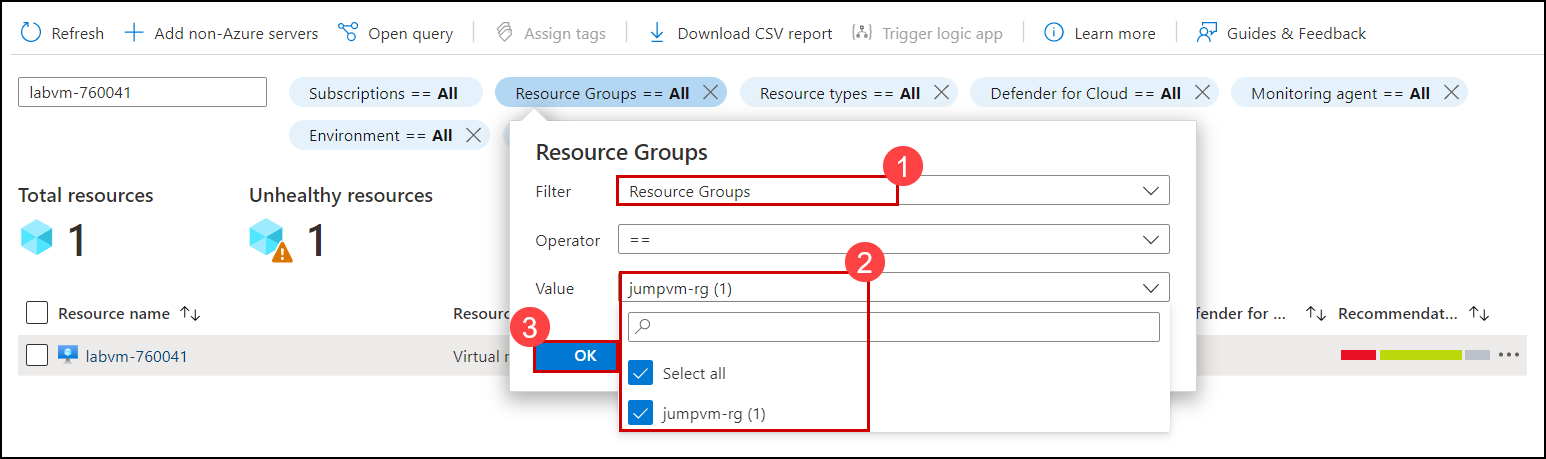 Refresh Add non-Azure servers Open query Assign tags Download CSV report Trigger logic app Learn more Guides & Feedback
labvm-760041 Subscriptions == All Resource Groups == All Resource types == All Defender for Cloud == All Monitoring agent == All
Environment == All
Resource Groups
1
Filter Resource Groups
Total resources Unhealthy resources
1 1
Operator ==
2
Value jumpvm-rg (1)
Resource name Resour fender for ... Recommendat...
3
labvm-760041 Virtual
OK
Select all
jumpvm-rg (1)